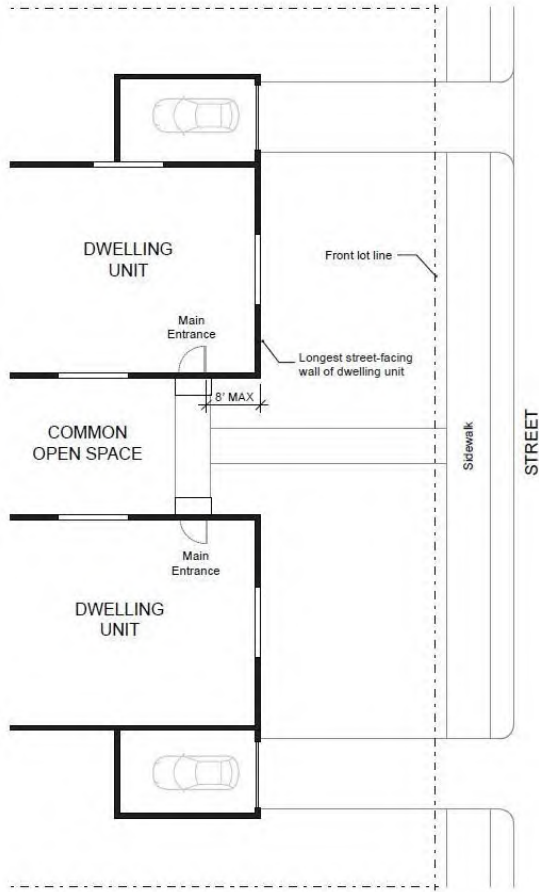 DWELLING
UNIT
Front lot line
Main
Entrance
Longest street-facing
wall of dwelling unit
8' MAX
COMMON
OPEN SPACE
Sidewalk
STREET
Main
Entrance
DWELLING
UNIT